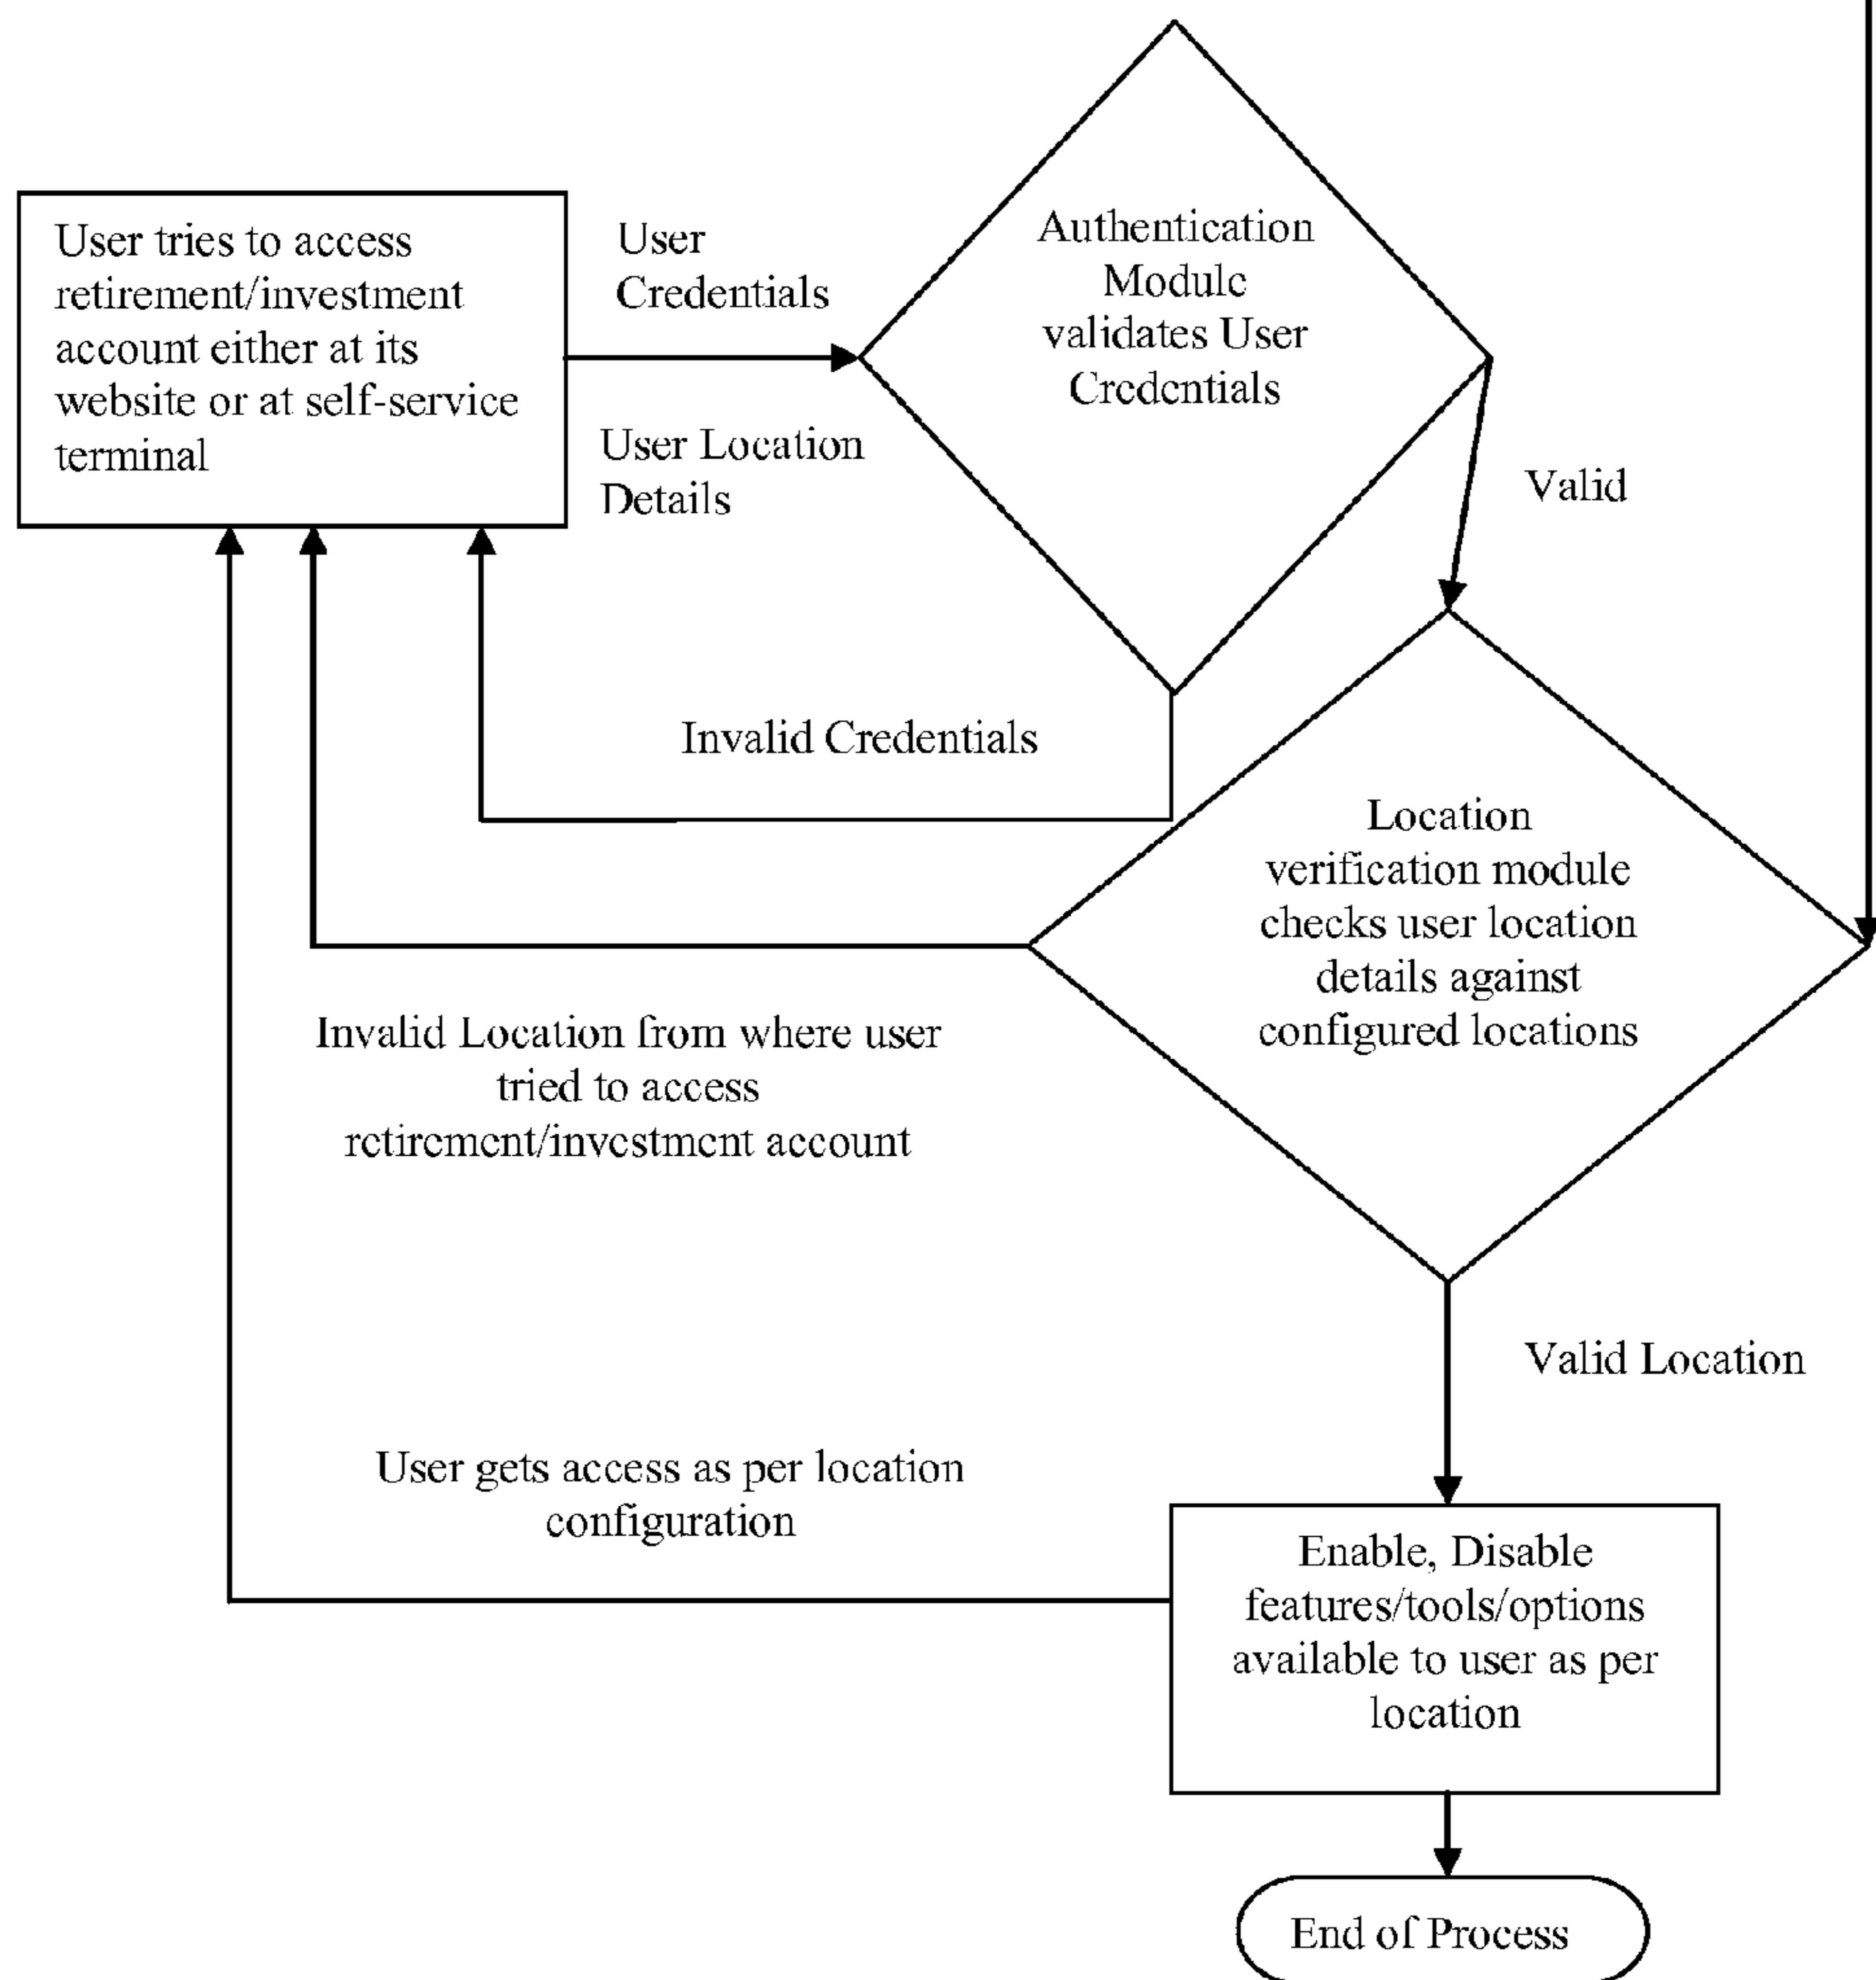 User tries to access
retirement/investment
account either at its
website or at self-service
terminal
User
Credentials
User Location
Details
Authentication
Module
validates User
Credentials
Valid
Invalid Credentials
Location
verification module
checks user location
details against
configured locations
Invalid Location from where user
tried to access
retirement/investment account
Valid Location
User gets access as per location
configuration
Enable, Disable
features/tools/options
available to user as per
location
End of Process